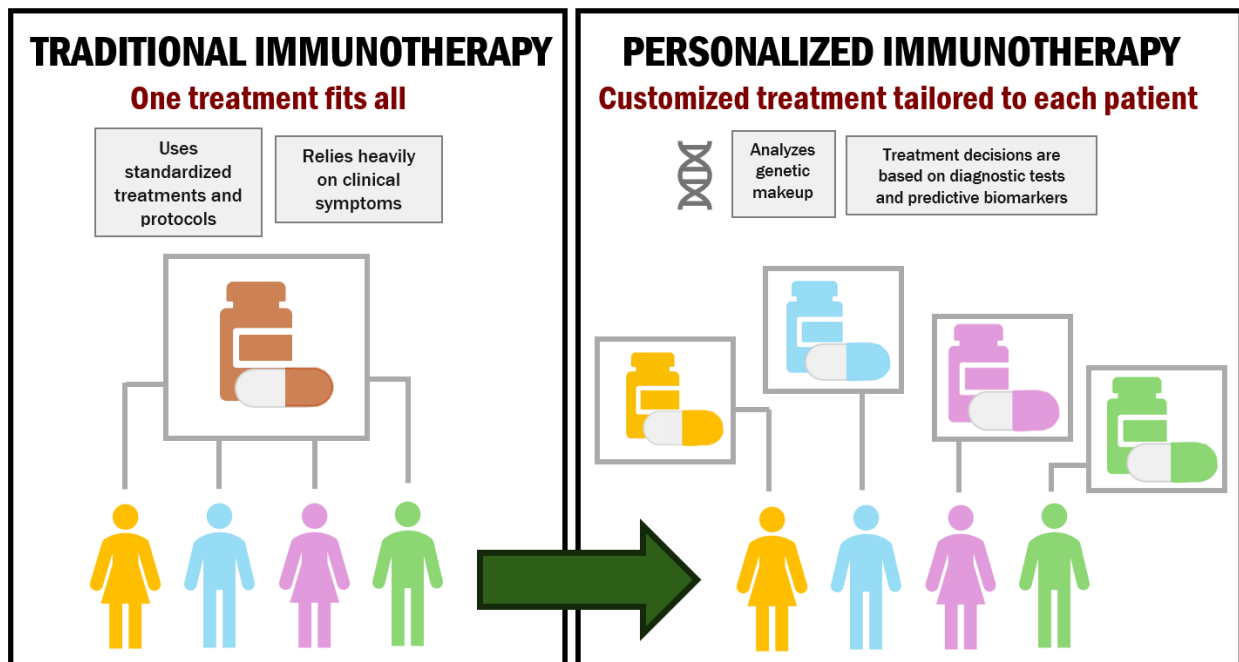 TRADITIONAL IMMUNOTHERAPY
One treatment fits all
Uses
standardized
treatments and
protocols
Relies heavily
on clinical
symptoms
PERSONALIZED IMMUNOTHERAPY
Customized treatment tailored to each patient
Analyzes
genetic
makeup
Treatment decisions are
based on diagnostic tests
and predictive biomarkers